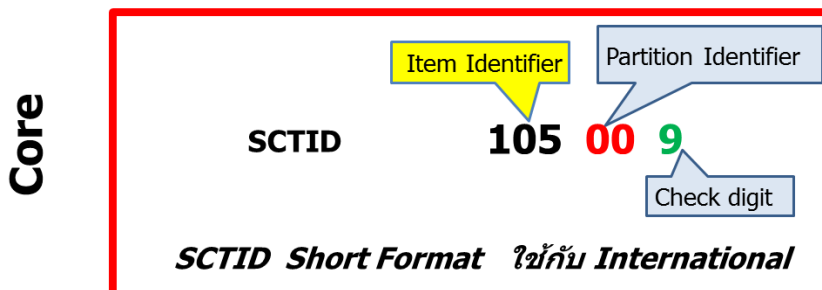 Core
Item Identifier
Partition Identifier
SCTID 105 00 9
Check digit
SCTID Short Format ใช้กับ International